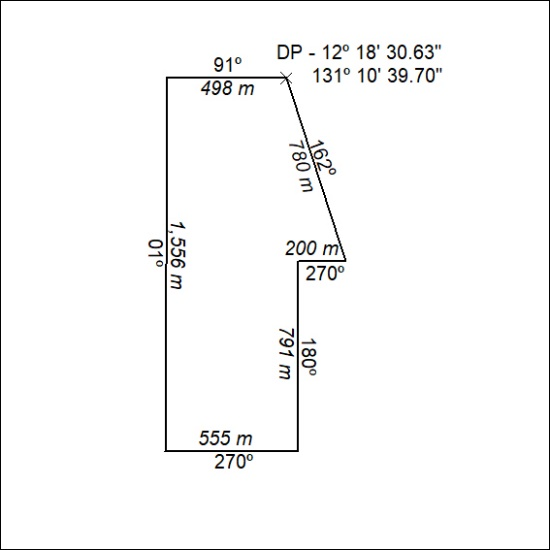 DP - 12º 18' 30.63"
131º 10' 39.70"
91º
498 m
162º
780 m
200 m
270º
1,556 m
01º
791 m
180º
555 m
270º